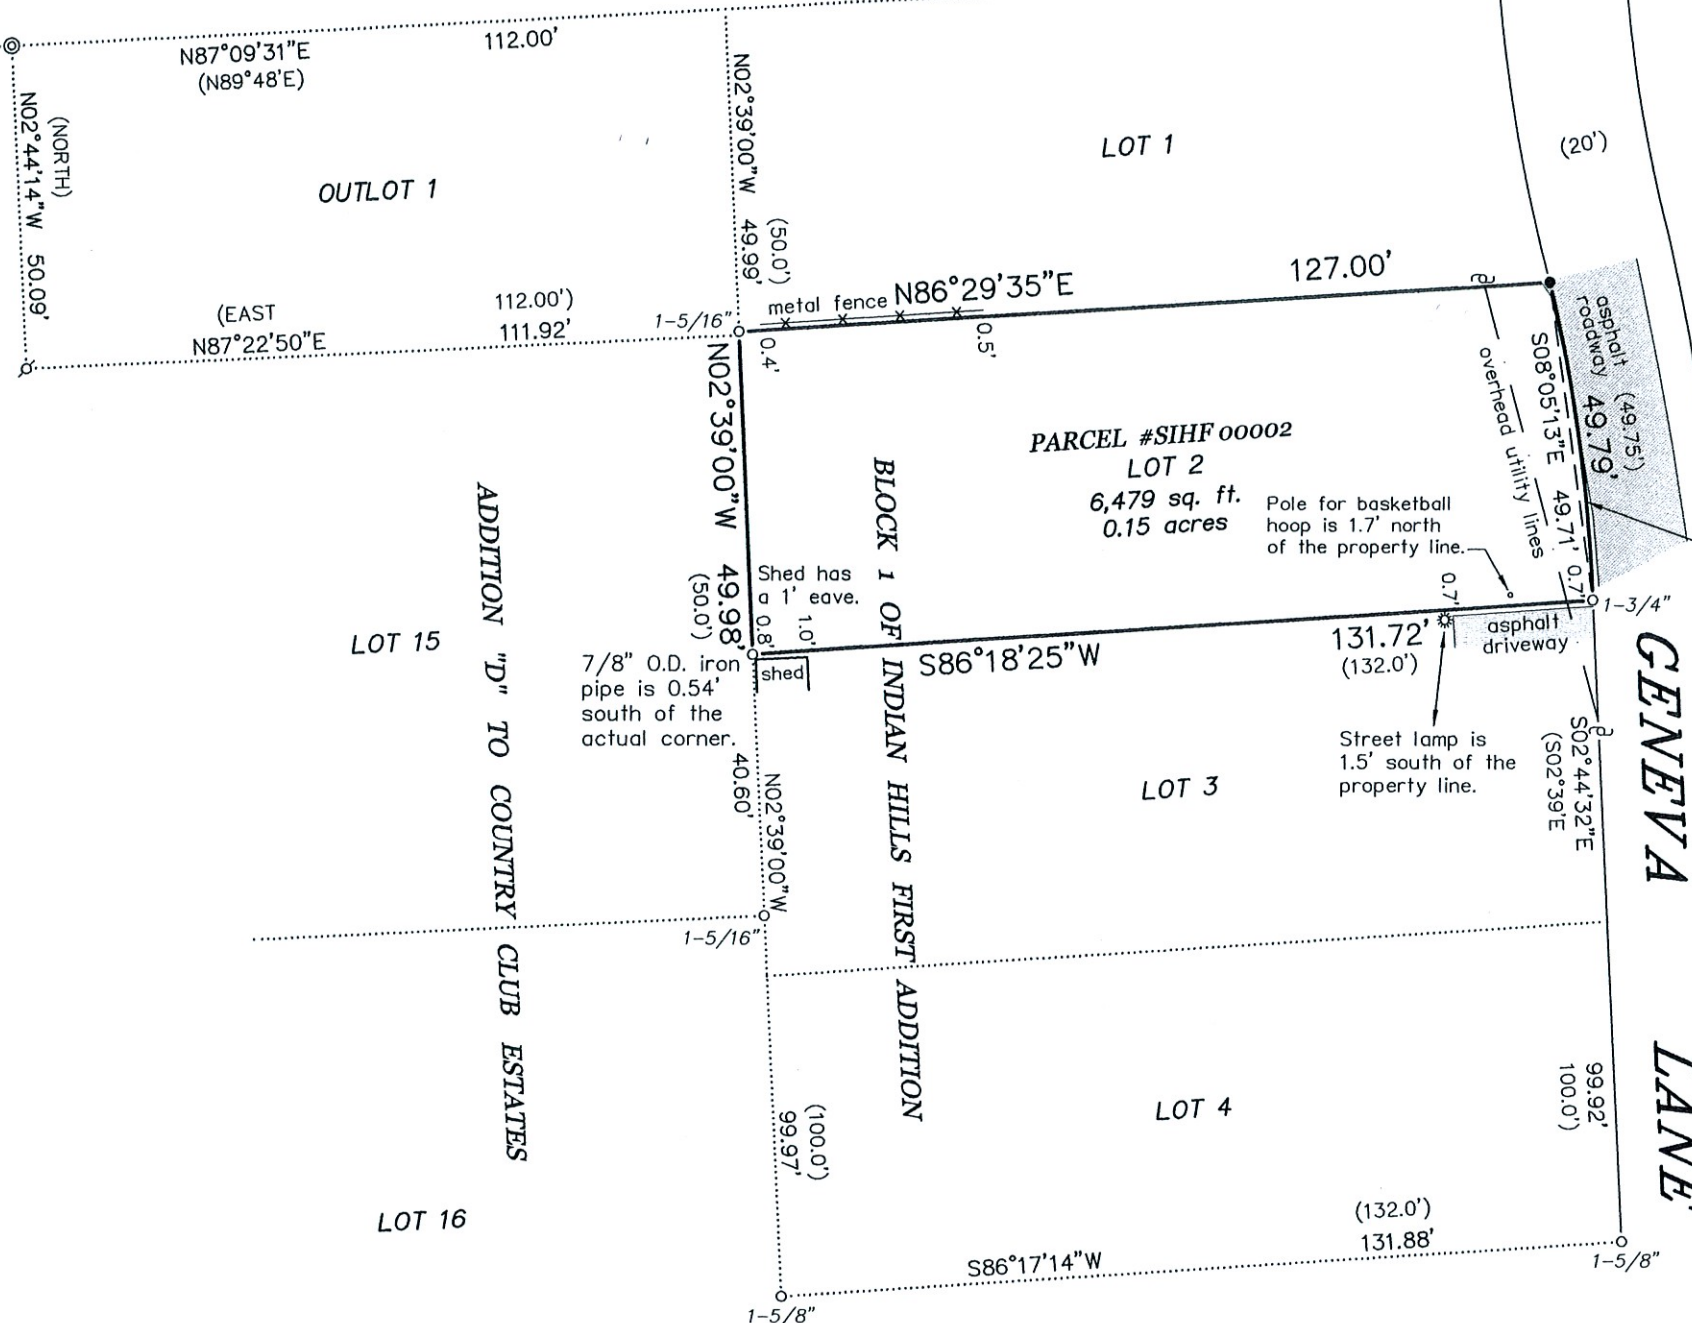 N87°09'31"E
112.00'
(N89°48'E)
(NORTH)
N02°44'14"W 50.09'
OUTLOT 1
(EAST
112.00')
N87°22'50"E
111.92'
N02°39'00"W 49.99'
(50.0')
LOT 1
(20')
1-5/16"
metal fence
N86°29'35"E
127.00'
0.4'
0.5'
asphalt
roadway
(49.75')
49.79'
S08°05'13"E 49.71'
overhead utility lines
N02°39'00"W 49.98'
(50.0')
PARCEL #SIHF 00002
LOT 2
6,479 sq. ft.
0.15 acres
Pole for basketball
hoop is 1.7' north
of the property line.
0.7'
0.7'
1-3/4"
Shed has
a 1' eave.
0.8'
1.0'
shed
S86°18'25"W
131.72'
(132.0')
asphalt
driveway
LOT 15
7/8" O.D. iron
pipe is 0.54'
south of the
actual corner.
ADDITION "D" TO COUNTRY CLUB ESTATES
BLOCK 1 OF INDIAN HILLS FIRST ADDITION
40.60'
N02°39'00"W
LOT 3
Street lamp is
1.5' south of the
property line.
S02°44'32"E
(S02°39'E
GENEVA LANE
1-5/16"
LOT 4
99.92'
100.0')
(100.0')
99.97'
LOT 16
(132.0')
S86°17'14"W
131.88'
1-5/8"
1-5/8"